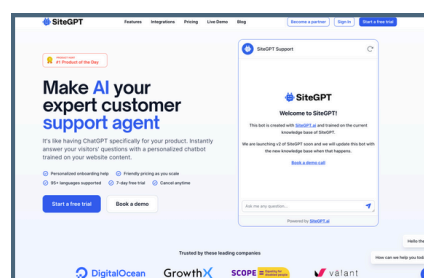 SiteGPT
Features Integrations Pricing Live Demo Blog
Become a partner Sign in Start a free trial
#1 Product of the Day
Make AI your
expert customer
support agent
It's like having ChatGPT specifically for your product. Instantly
answer your visitors' questions with a personalized chatbot
trained on your website content.
Personalized onboarding help Friendly pricing as you scale
95+ languages supported 7-day free trial Cancel anytime
Start a free trial Book a demo
SiteGPT Support
SiteGPT
Welcome to SiteGPT!
This bot is created with SiteGPT.ai and trained on the current
knowledge base of SiteGPT.
We are launching v2 of SiteGPT soon and we will update this bot with
the new knowledge base when that happens.
Book a demo call
Ask me any question...
Powered by SiteGPT.ai
Trusted by these leading companies
Hello the
How can we help you tod
DigitalOcean GrowthX SCOPE välant